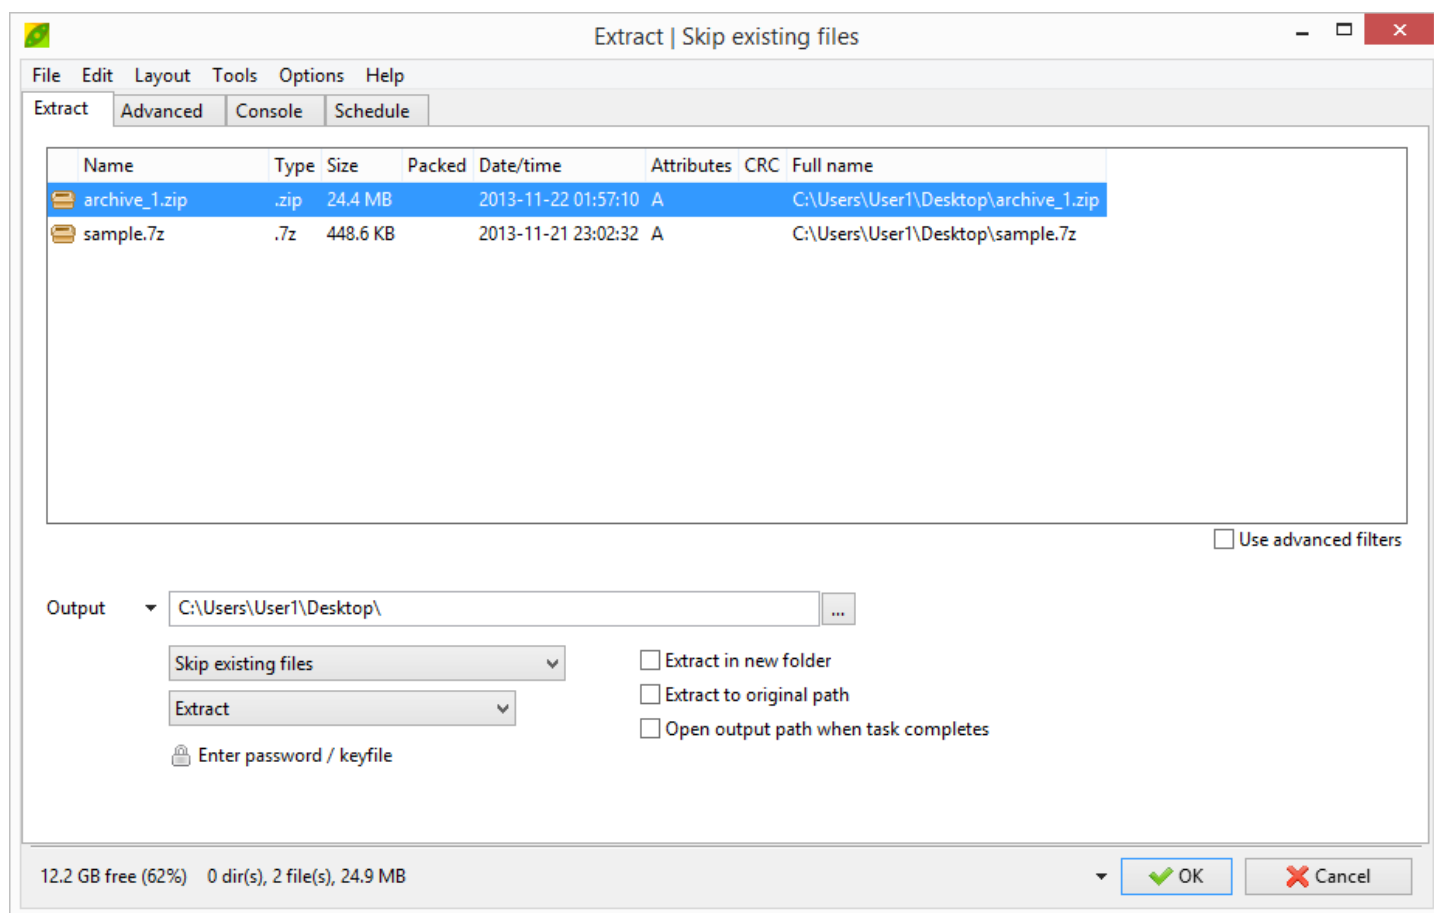 Extract | Skip existing files
File Edit Layout Tools Options Help
Extract Advanced Console Schedule
Name Type Size Packed Date/time Attributes CRC Full name
archive_1.zip .zip 24.4 MB 2013-11-22 01:57:10 A C:\Users\User1\Desktop\archive_1.zip
sample.7z .7z 448.6 KB 2013-11-21 23:02:32 A C:\Users\User1\Desktop\sample.7z
Use advanced filters
Output C:\Users\User1\Desktop\ ...
Skip existing files Extract in new folder
Extract Extract to original path
Open output path when task completes
Enter password / keyfile
12.2 GB free (62%) 0 dir(s), 2 file(s), 24.9 MB OK Cancel